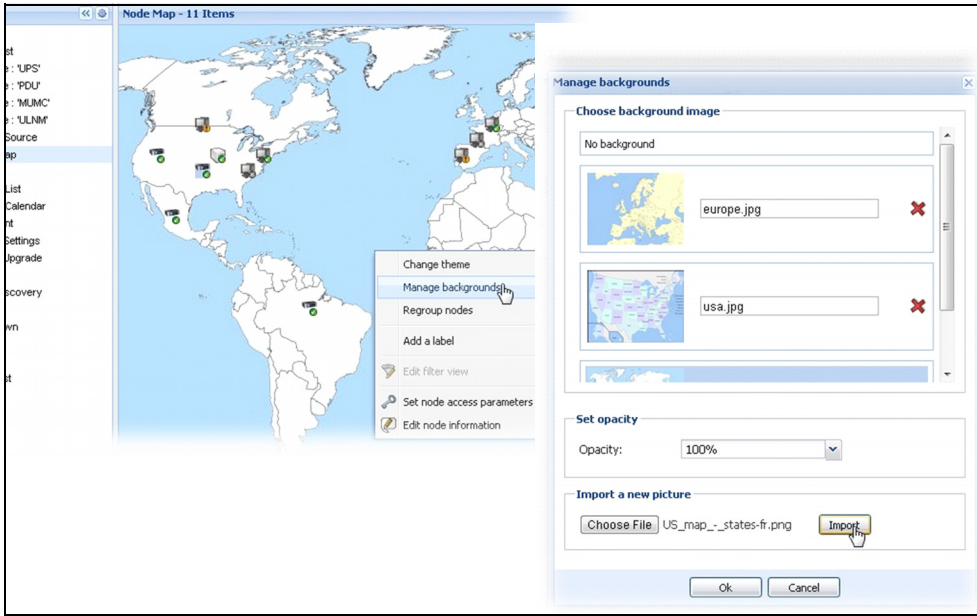 Node Map - 11 Items
st
e : 'UPS'
e : 'PDU'
e : 'MUMC'
e : 'ULNM'
Source
ap
List
Calendar
nt
Settings
Upgrade
scovery
wn
st
Change theme
Manage backgrounds
Regroup nodes
Add a label
Edit filter view
Set node access parameters
Edit node information
Manage backgrounds
Choose background image
No background
europe.jpg
usa.jpg
Set opacity
Opacity:
100%
Import a new picture
Choose File US_map_-_states-fr.png Import
Ok Cancel